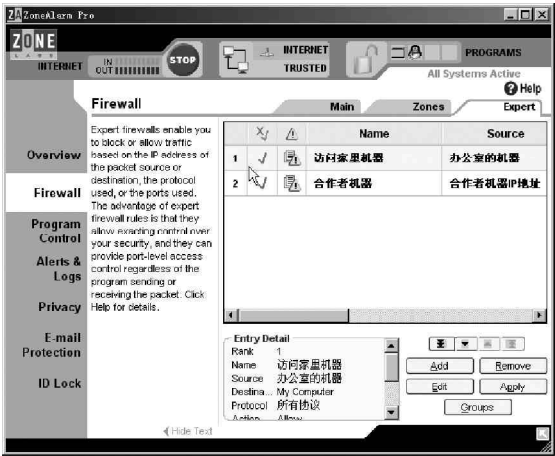 ZoneAlarm Pro
ZONE
LABS
INTERNET
IN
OUT
STOP
INTERNET
TRUSTED
PROGRAMS
All Systems Active
Help
Firewall
Main
Zones
Expert
Overview
Firewall
Program
Control
Alerts &
Logs
Privacy
E-mail
Protection
ID Lock
Expert firewalls enable you
to block or allow traffic
based on the IP address of
the packet source or
destination, the protocol
used, or the ports used.
The advantage of expert
firewall rules is that they
allow exacting control over
your security, and they can
provide port-level access
control regardless of the
program sending or
receiving the packet. Click
Help for details.
Name
Source
1 访问家里机器 办公室的机器
2 合作者机器 合作者机器IP地址
Entry Detail
Rank 1
Name 访问家里机器
Source 办公室的机器
Destina... My Computer
Protocol 所有协议
Action Allow
Add
Remove
Edit
Apply
Groups
Hide Text